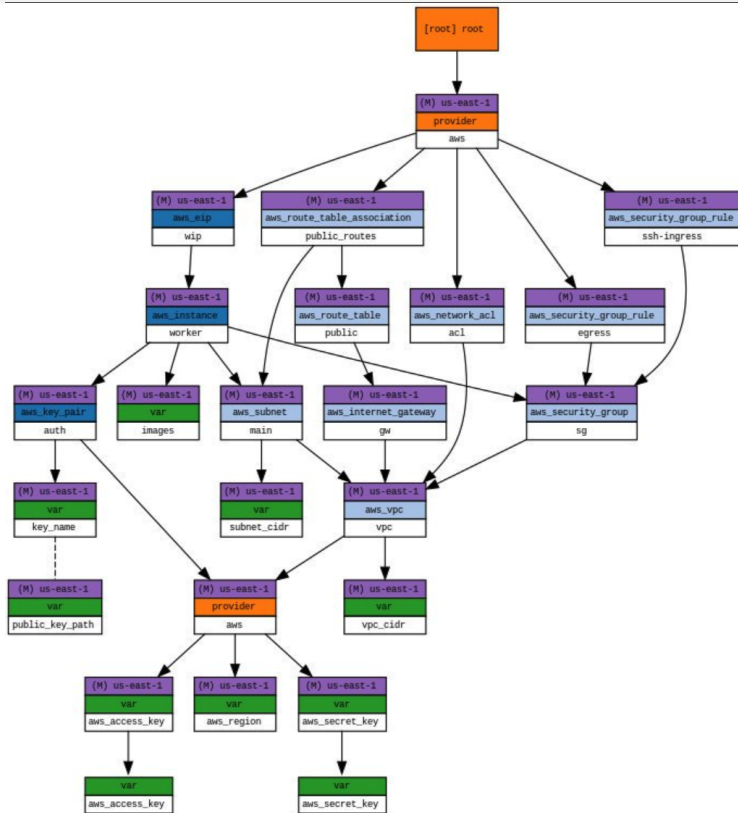 [root] root
(M) us-east-1
provider
aws
(M) us-east-1
aws_eip
wip
(M) us-east-1
aws_route_table_association
public_routes
(M) us-east-1
aws_security_group_rule
ssh-ingress
(M) us-east-1
aws_instance
worker
(M) us-east-1
aws_route_table
public
(M) us-east-1
aws_network_acl
acl
(M) us-east-1
aws_security_group_rule
egress
(M) us-east-1
aws_key_pair
auth
(M) us-east-1
var
images
(M) us-east-1
aws_subnet
main
(M) us-east-1
aws_internet_gateway
gw
(M) us-east-1
aws_security_group
sg
(M) us-east-1
var
key_name
(M) us-east-1
var
subnet_cidr
(M) us-east-1
aws_vpc
vpc
(M) us-east-1
var
public_key_path
(M) us-east-1
provider
aws
(M) us-east-1
var
vpc_cidr
(M) us-east-1
var
aws_access_key
(M) us-east-1
var
aws_region
(M) us-east-1
var
aws_secret_key
var
aws_access_key
var
aws_secret_key